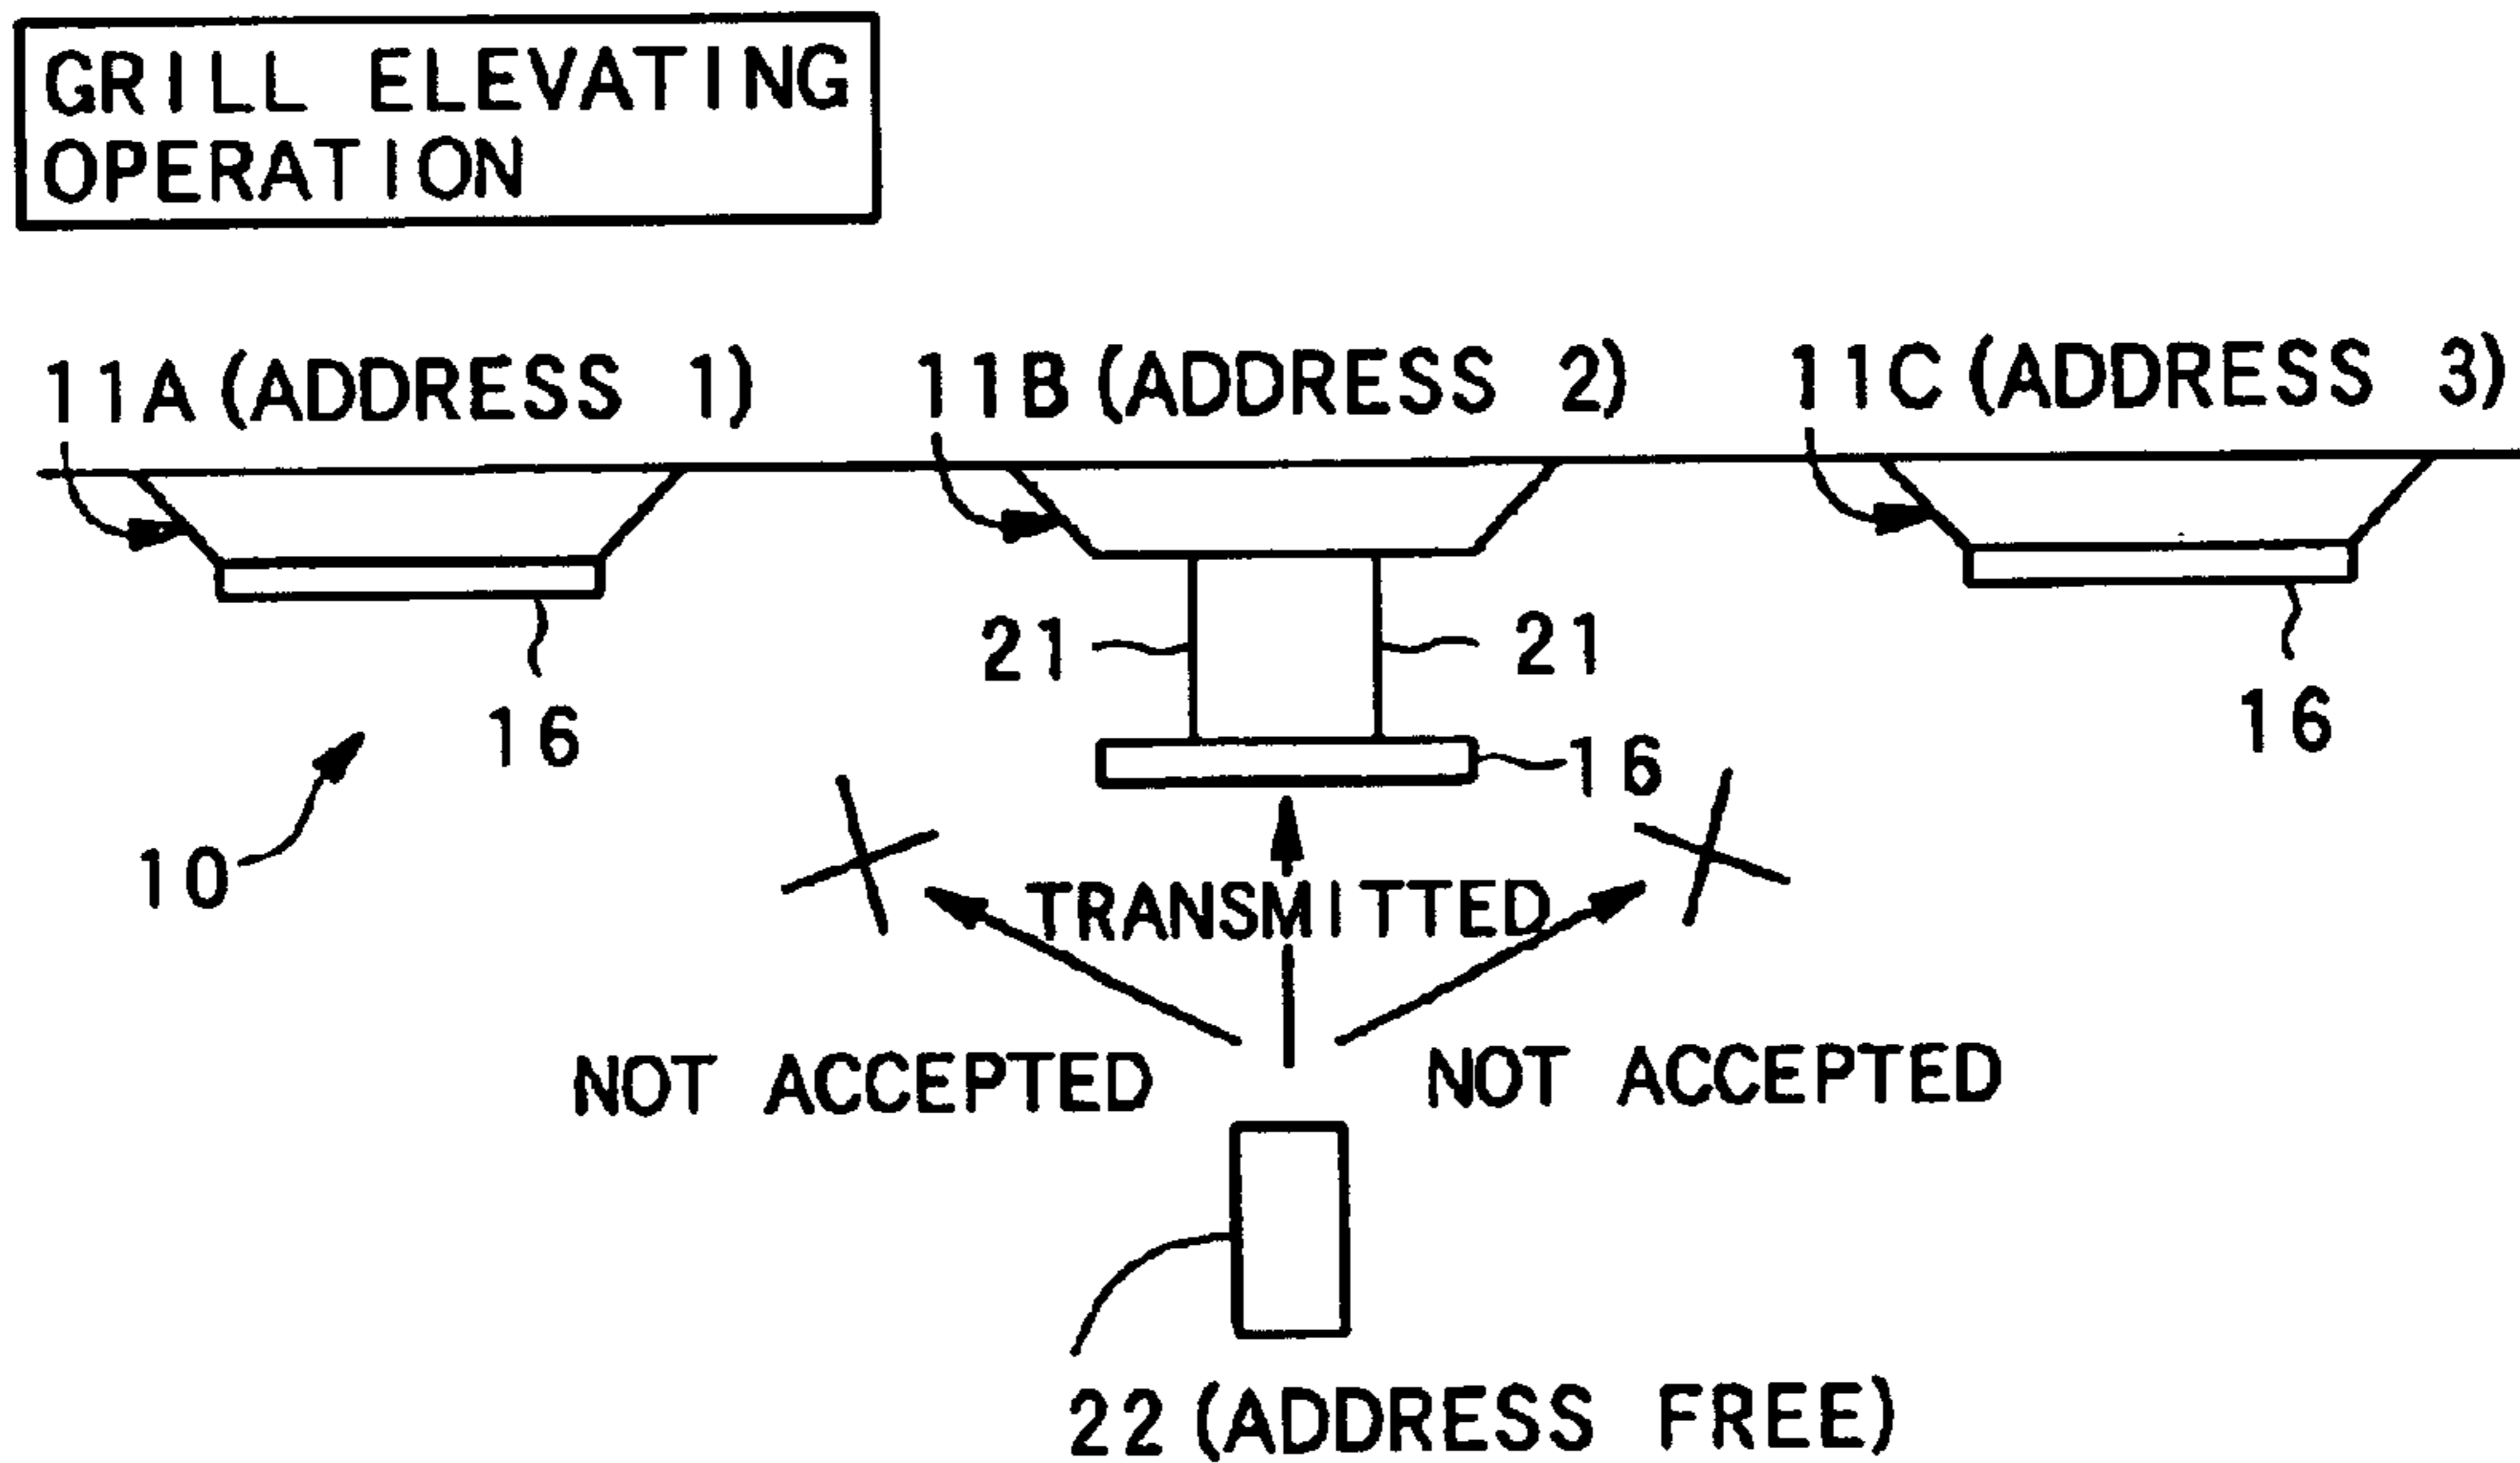 GRILL ELEVATING
OPERATION
11A (ADDRESS 1) 11B (ADDRESS 2) 11C (ADDRESS 3)
21 21
16 16 16
10
TRANSMITTED
NOT ACCEPTED NOT ACCEPTED
22 (ADDRESS FREE)